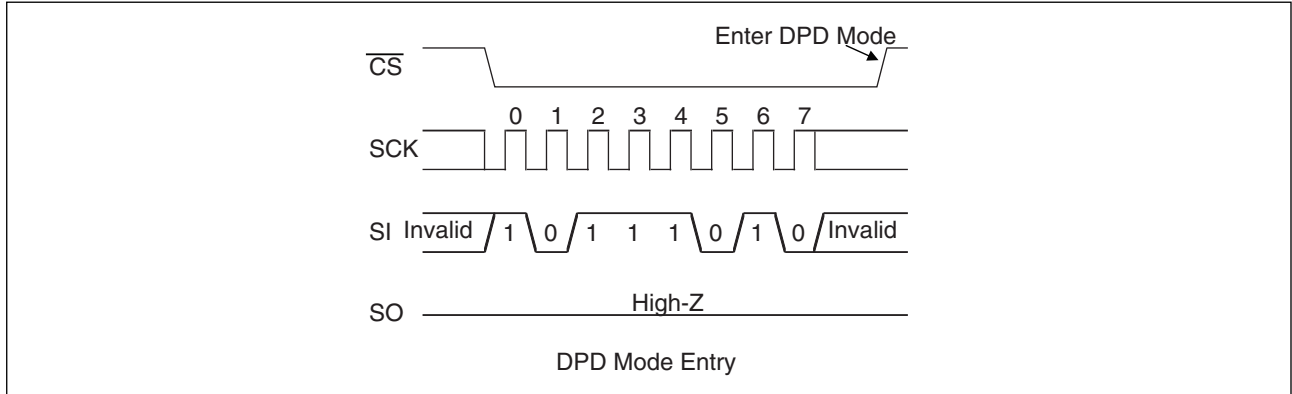 Enter DPD Mode
CS
0 1 2 3 4 5 6 7
SCK
SI Invalid 1 0 1 1 1 0 1 0 Invalid
High-Z
SO
DPD Mode Entry